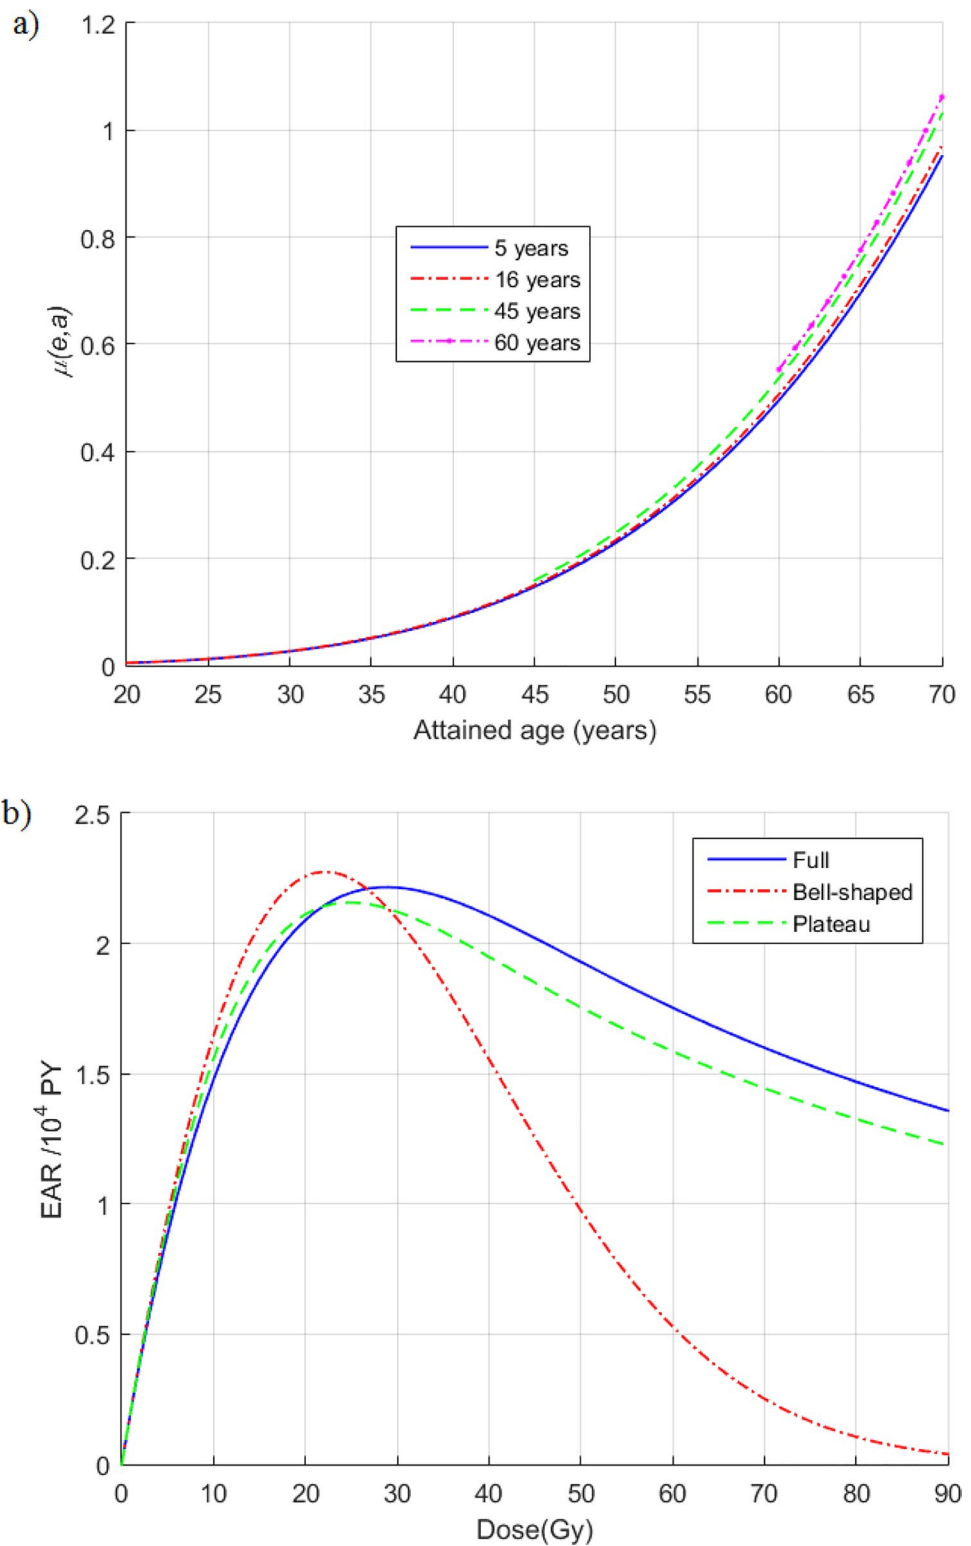 a)
1.2
1
0.8
0.6
0.4
0.2
0
μ(e,a)
5 years
16 years
45 years
60 years
20 25 30 35 40 45 50 55 60 65 70
Attained age (years)
b)
2.5
2
1.5
1
0.5
0
EAR /10⁴ PY
Full
Bell-shaped
Plateau
0 10 20 30 40 50 60 70 80 90
Dose(Gy)